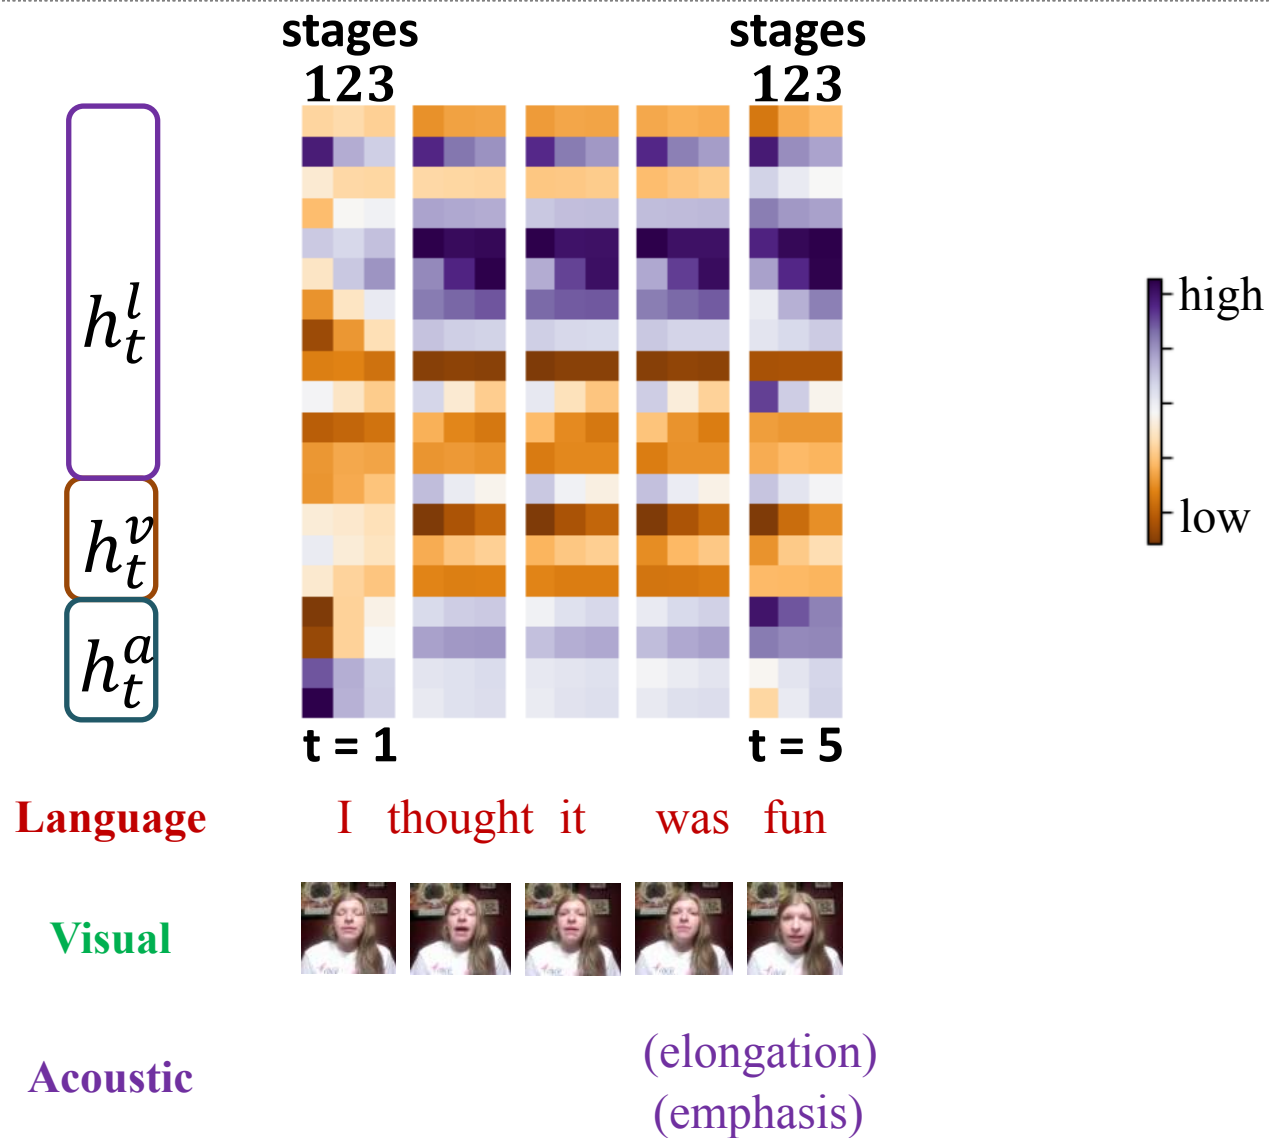 stages stages
123 123
h_t^l
high
low
h_t^v
h_t^a
t = 1 t = 5
Language I thought it was fun
Visual
(elongation)
Acoustic
(emphasis)